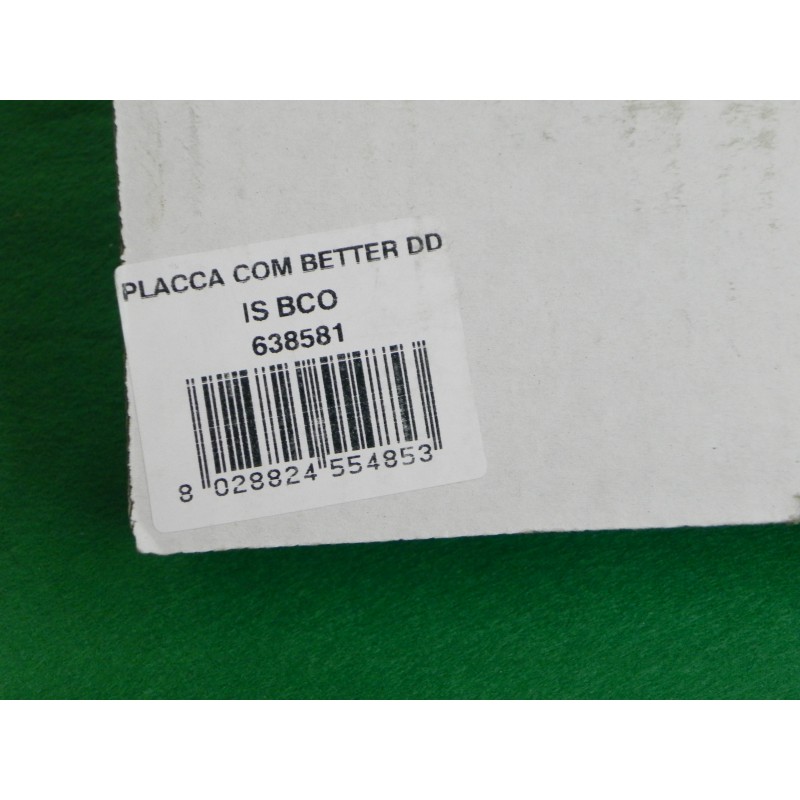 PLACCA COM BETTER DD
IS BCO
638581
8 028824 554853